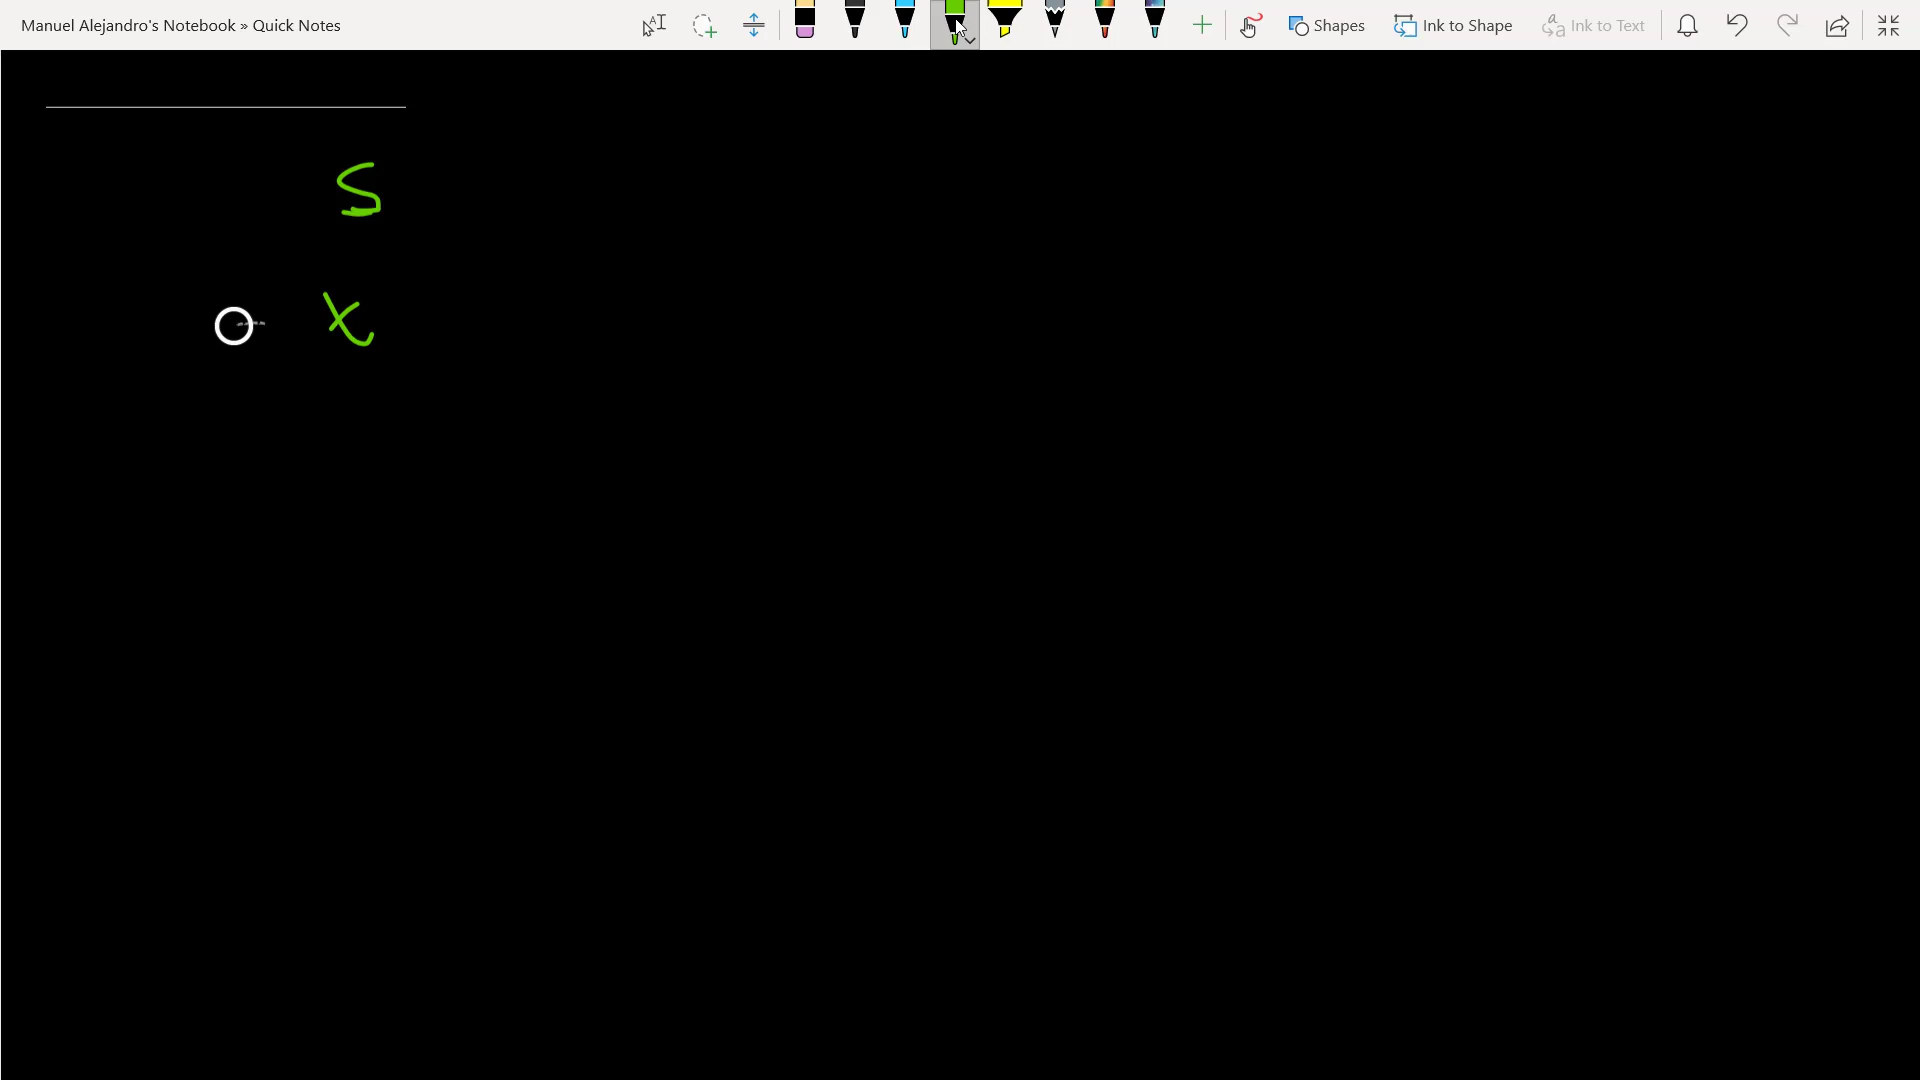 Manuel Alejandro's Notebook » Quick Notes
Shapes
Ink to Shape
Ink to Text
S
x